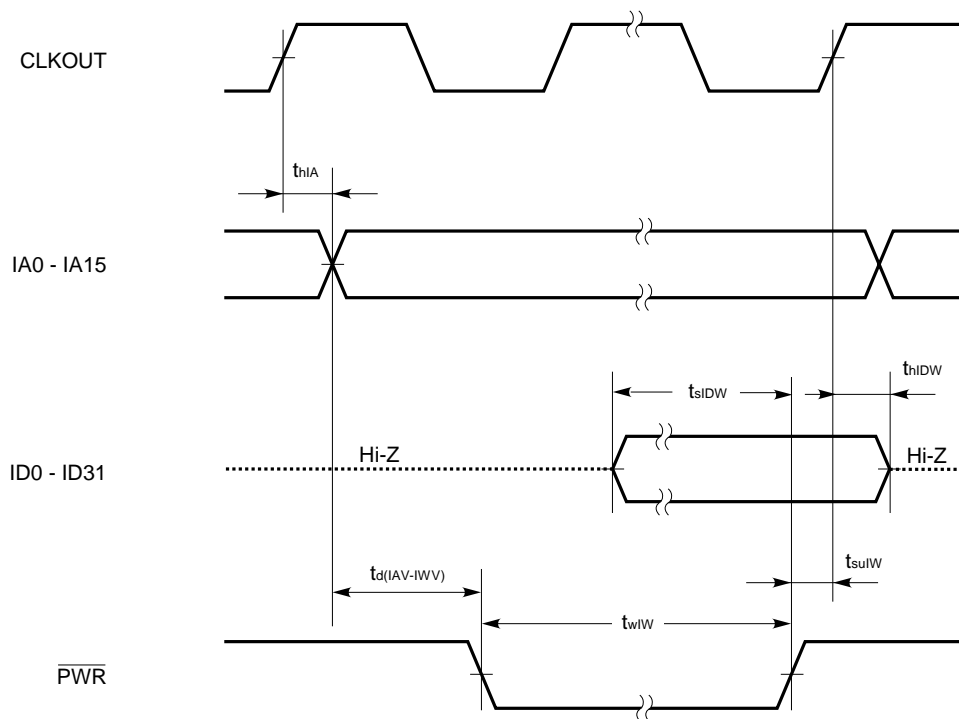 CLKOUT
thIA
IA0 - IA15
thIDW
tsIDW
Hi-Z
Hi-Z
ID0 - ID31
tsuIW
td(IAV-IWV)
twIW
PWR